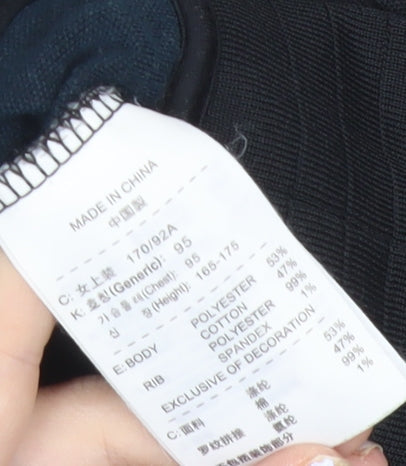 MADE IN CHINA
中国製
C: 女上装 170/92A
K: 호칭(Generic): 95
가슴둘레(Chest): 95
신 장(Height): 165-175
E:BODY POLYESTER 53%
COTTON 47%
RIB POLYESTER 99%
SPANDEX 1%
EXCLUSIVE OF DECORATION
C:面料 涤纶 53%
棉 47%
罗纹拼接 涤纶 99%
氨纶 1%